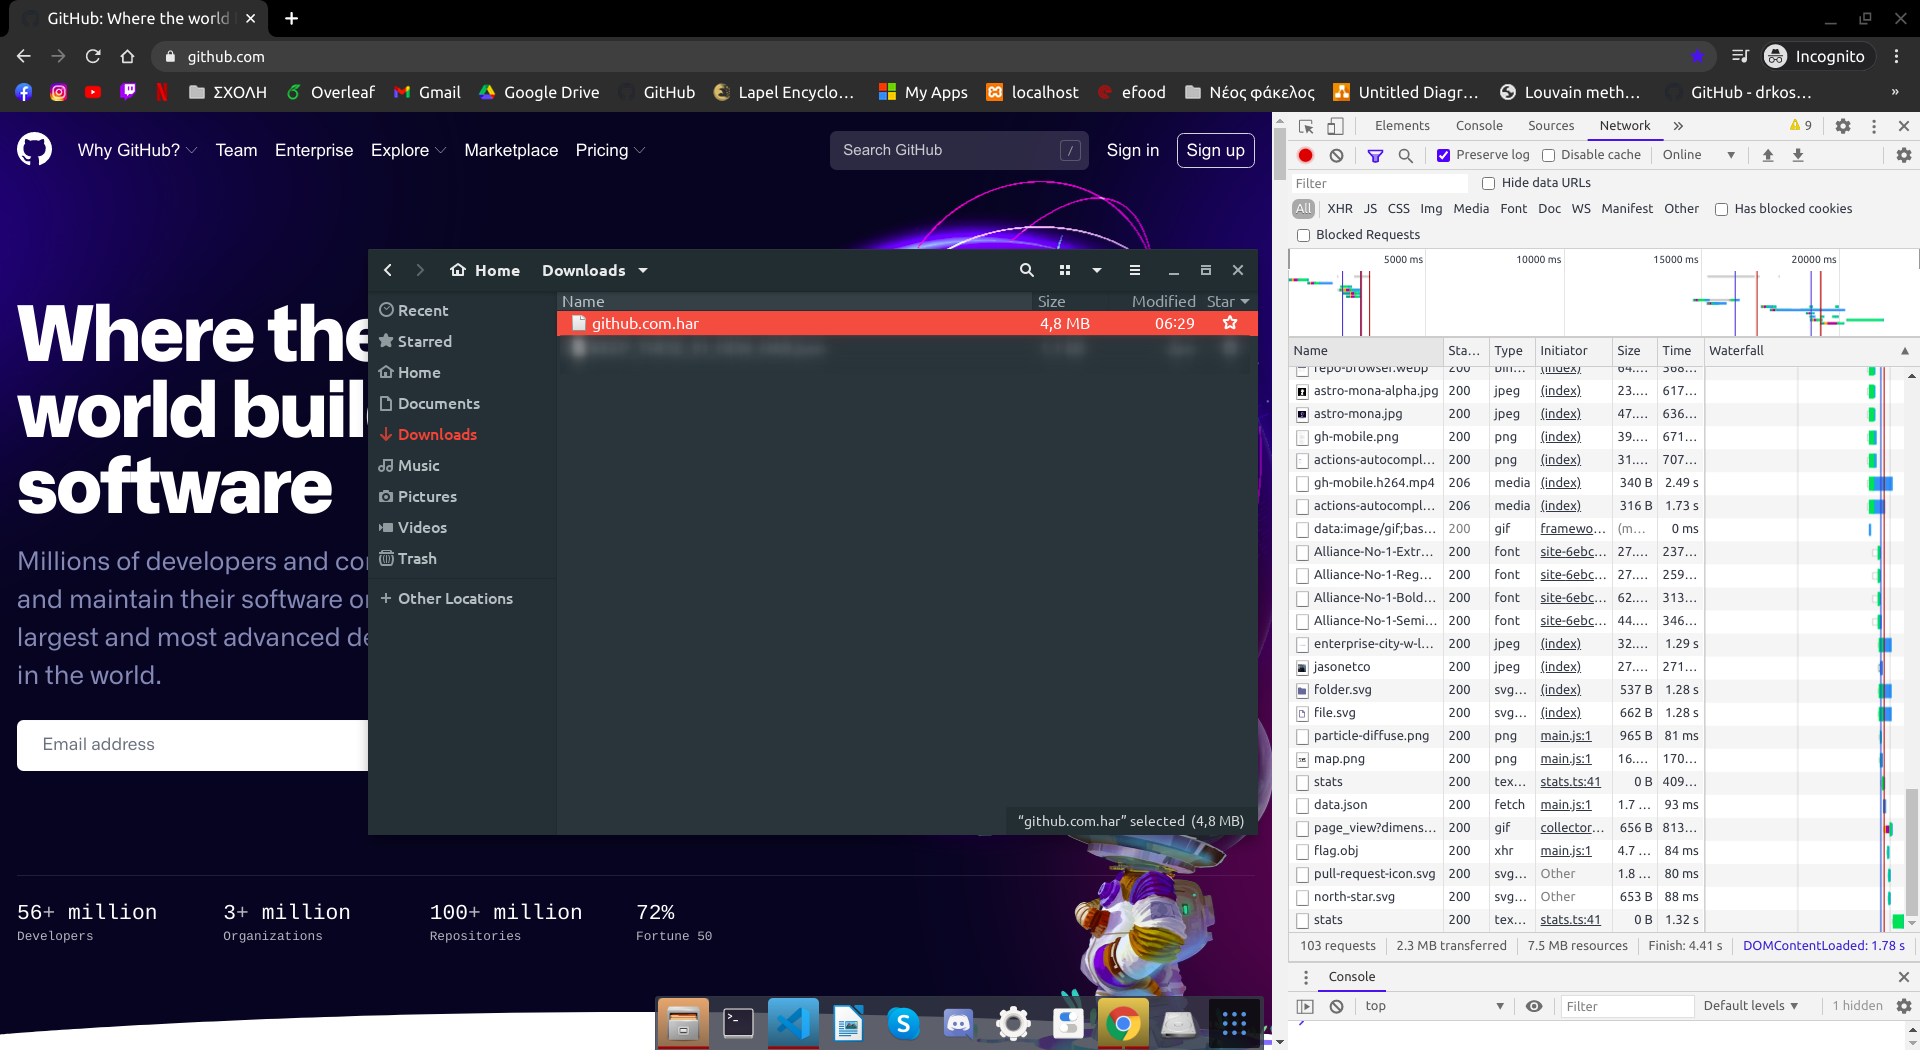 GitHub: Where the world
github.com
Incognito
ΣΧΟΛΗ
Overleaf
Gmail
Google Drive
GitHub
Lapel Encyclo…
My Apps
localhost
efood
Νέος φάκελος
Untitled Diagr…
Louvain meth…
GitHub - drkos…
»
Why GitHub?
Team
Enterprise
Explore
Marketplace
Pricing
Search GitHub
/
Sign in
Sign up
Where the
world buil
software
Millions of developers and co
and maintain their software o
largest and most advanced de
in the world.
Email address
56+ million
Developers
3+ million
Organizations
100+ million
Repositories
72%
Fortune 50
Home
Downloads
Recent
Starred
Home
Documents
Downloads
Music
Pictures
Videos
Trash
+ Other Locations
Name Size Modified Star
github.com.har 4,8 MB 06:29
“github.com.har” selected (4,8 MB)
Elements Console Sources Network » 9
Preserve log Disable cache Online
Filter Hide data URLs
All XHR JS CSS Img Media Font Doc WS Manifest Other Has blocked cookies
Blocked Requests
5000 ms 10000 ms 15000 ms 20000 ms
Name Sta… Type Initiator Size Time Waterfall
repo-browser.webp 200 bin… (index) 64.… 368…
astro-mona-alpha.jpg 200 jpeg (index) 23.… 617…
astro-mona.jpg 200 jpeg (index) 47.… 636…
gh-mobile.png 200 png (index) 39.… 671…
actions-autocompl… 200 png (index) 31.… 707…
gh-mobile.h264.mp4 206 media (index) 340 B 2.49 s
actions-autocompl… 206 media (index) 316 B 1.73 s
data:image/gif;bas… 200 gif framewo… (m… 0 ms
Alliance-No-1-Extr… 200 font site-6ebc… 27.… 237…
Alliance-No-1-Reg… 200 font site-6ebc… 27.… 259…
Alliance-No-1-Bold… 200 font site-6ebc… 62.… 313…
Alliance-No-1-Semi… 200 font site-6ebc… 44.… 346…
enterprise-city-w-l… 200 jpeg (index) 32.… 1.29 s
jasonetco 200 jpeg (index) 27.… 271…
folder.svg 200 svg… (index) 537 B 1.28 s
file.svg 200 svg… (index) 662 B 1.28 s
particle-diffuse.png 200 png main.js:1 965 B 81 ms
map.png 200 png main.js:1 16.… 170…
stats 200 tex… stats.ts:41 0 B 409…
data.json 200 fetch main.js:1 1.7 … 93 ms
page_view?dimens… 200 gif collector… 656 B 813…
flag.obj 200 xhr main.js:1 4.7 … 84 ms
pull-request-icon.svg 200 svg… Other 1.8 … 80 ms
north-star.svg 200 svg… Other 653 B 88 ms
stats 200 tex… stats.ts:41 0 B 1.32 s
103 requests 2.3 MB transferred 7.5 MB resources Finish: 4.41 s DOMContentLoaded: 1.78 s
Console
top Filter Default levels 1 hidden